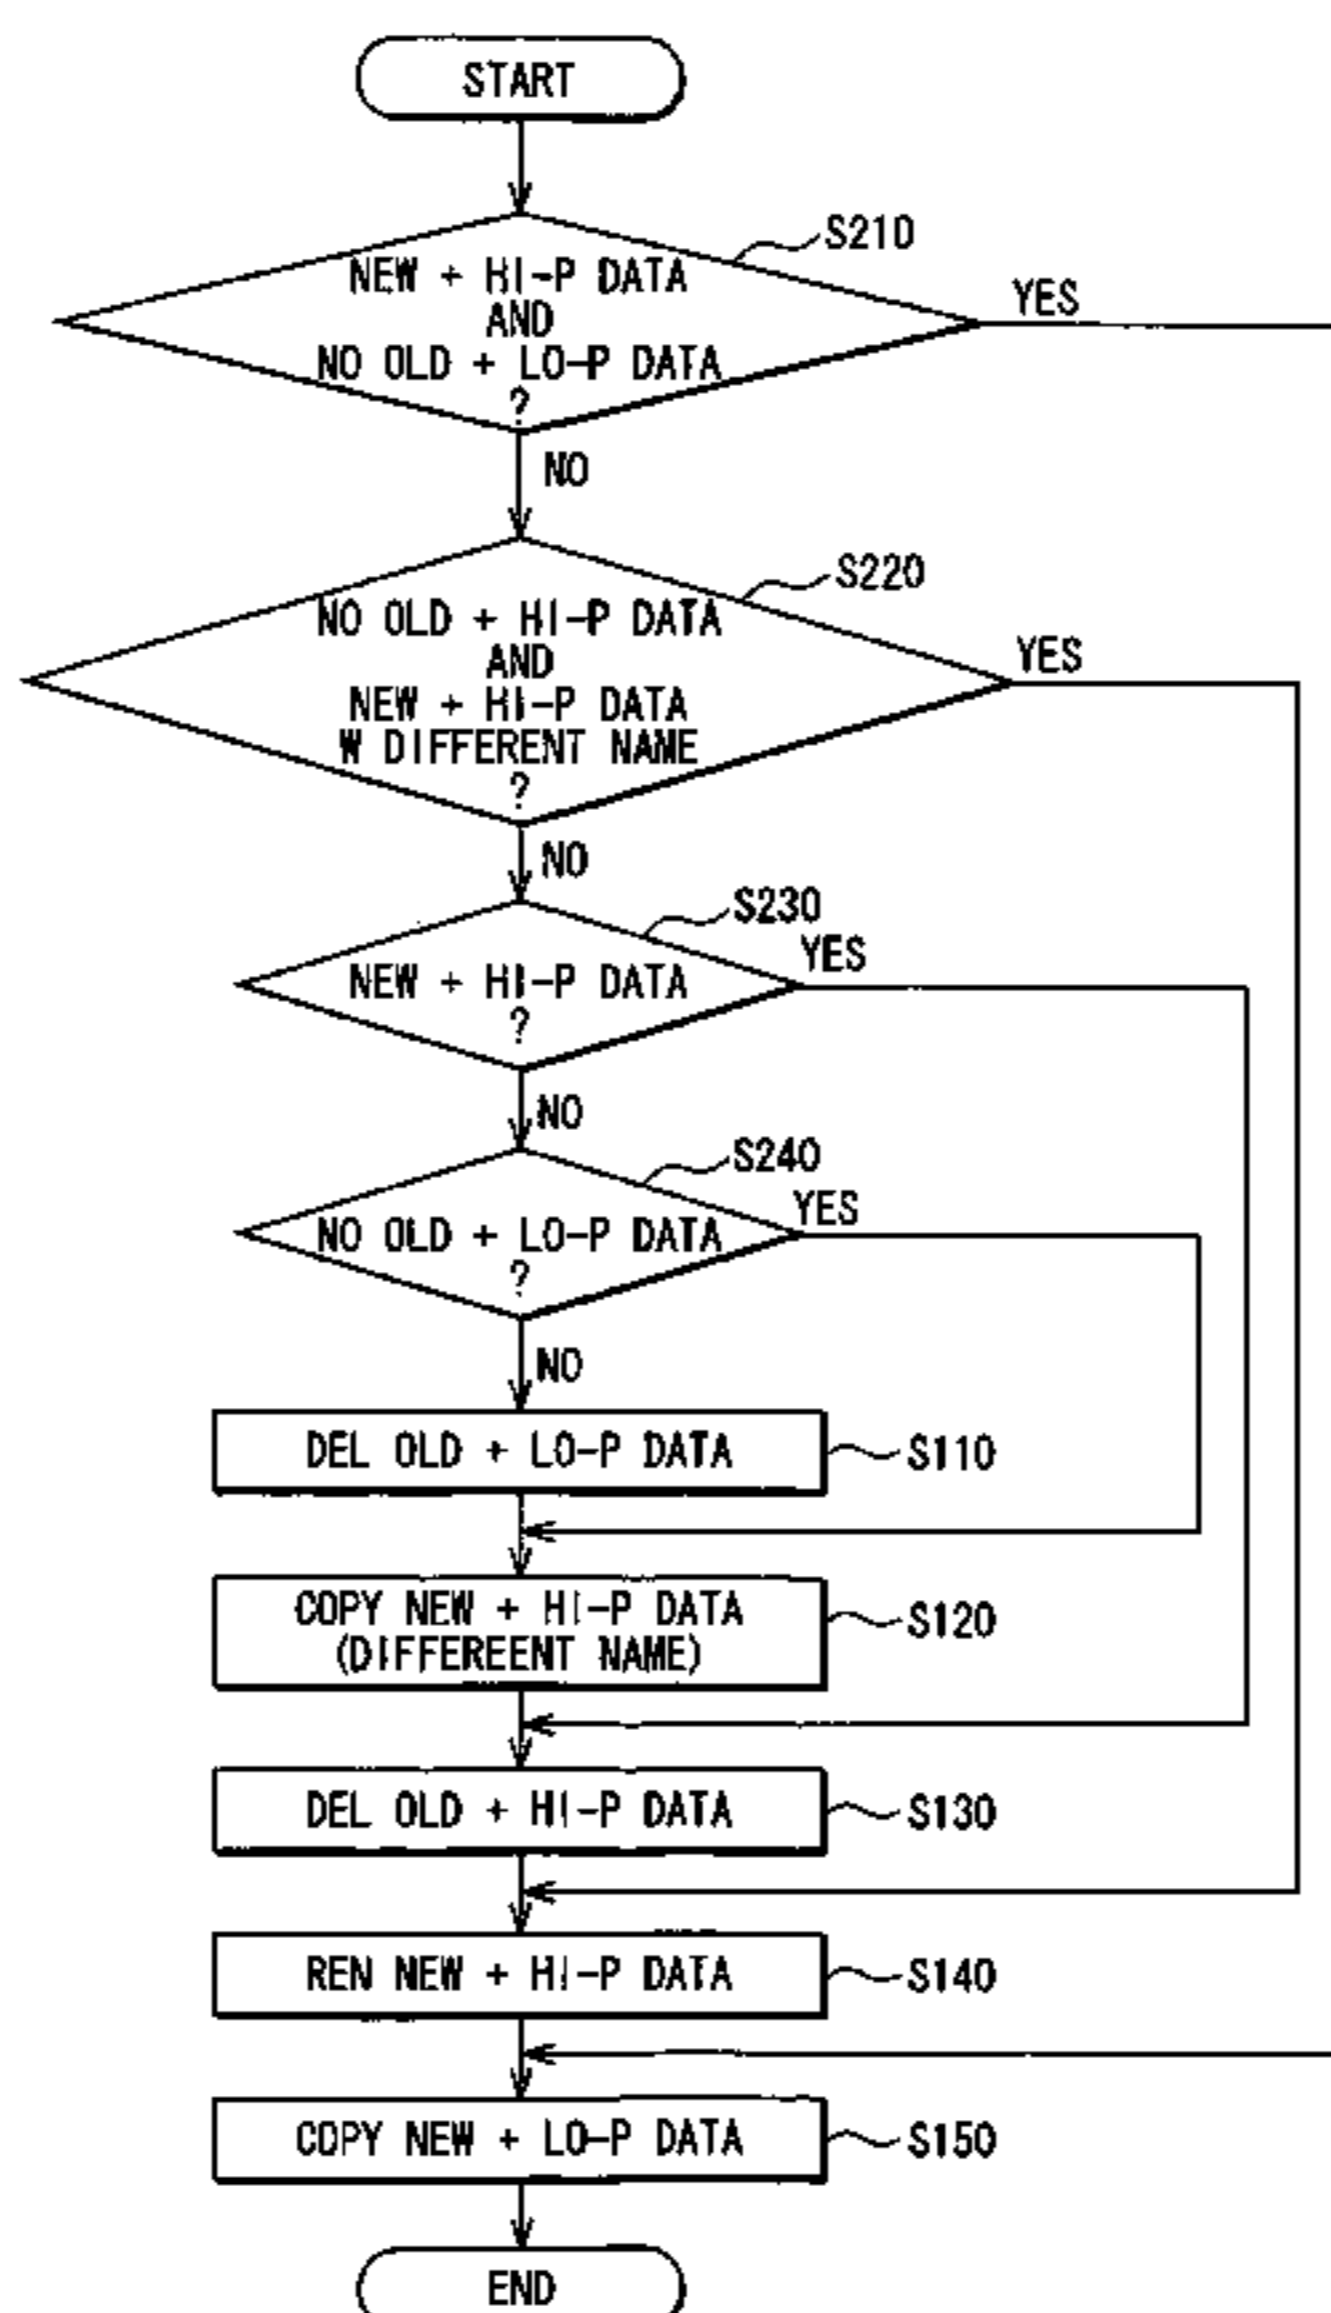 START
S210
NEW + HI-P DATA
AND
NO OLD + LO-P DATA
?
YES
NO
S220
NO OLD + HI-P DATA
AND
NEW + HI-P DATA
W DIFFERENT NAME
?
YES
NO
S230
NEW + HI-P DATA
?
YES
NO
S240
NO OLD + LO-P DATA
?
YES
NO
DEL OLD + LO-P DATA
S110
COPY NEW + HI-P DATA
(DIFFEREENT NAME)
S120
DEL OLD + HI-P DATA
S130
REN NEW + HI-P DATA
S140
COPY NEW + LO-P DATA
S150
END